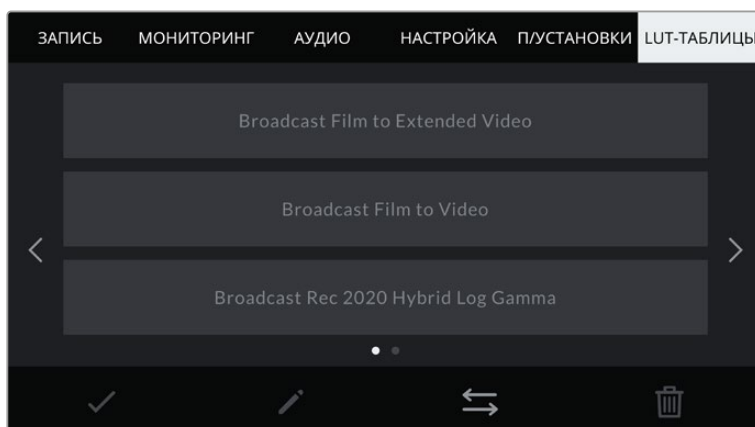 ЗАПИСЬ МОНИТОРИНГ АУДИО НАСТРОЙКА П/УСТАНОВКИ LUT-ТАБЛИЦЫ
Broadcast Film to Extended Video
Broadcast Film to Video
Broadcast Rec 2020 Hybrid Log Gamma